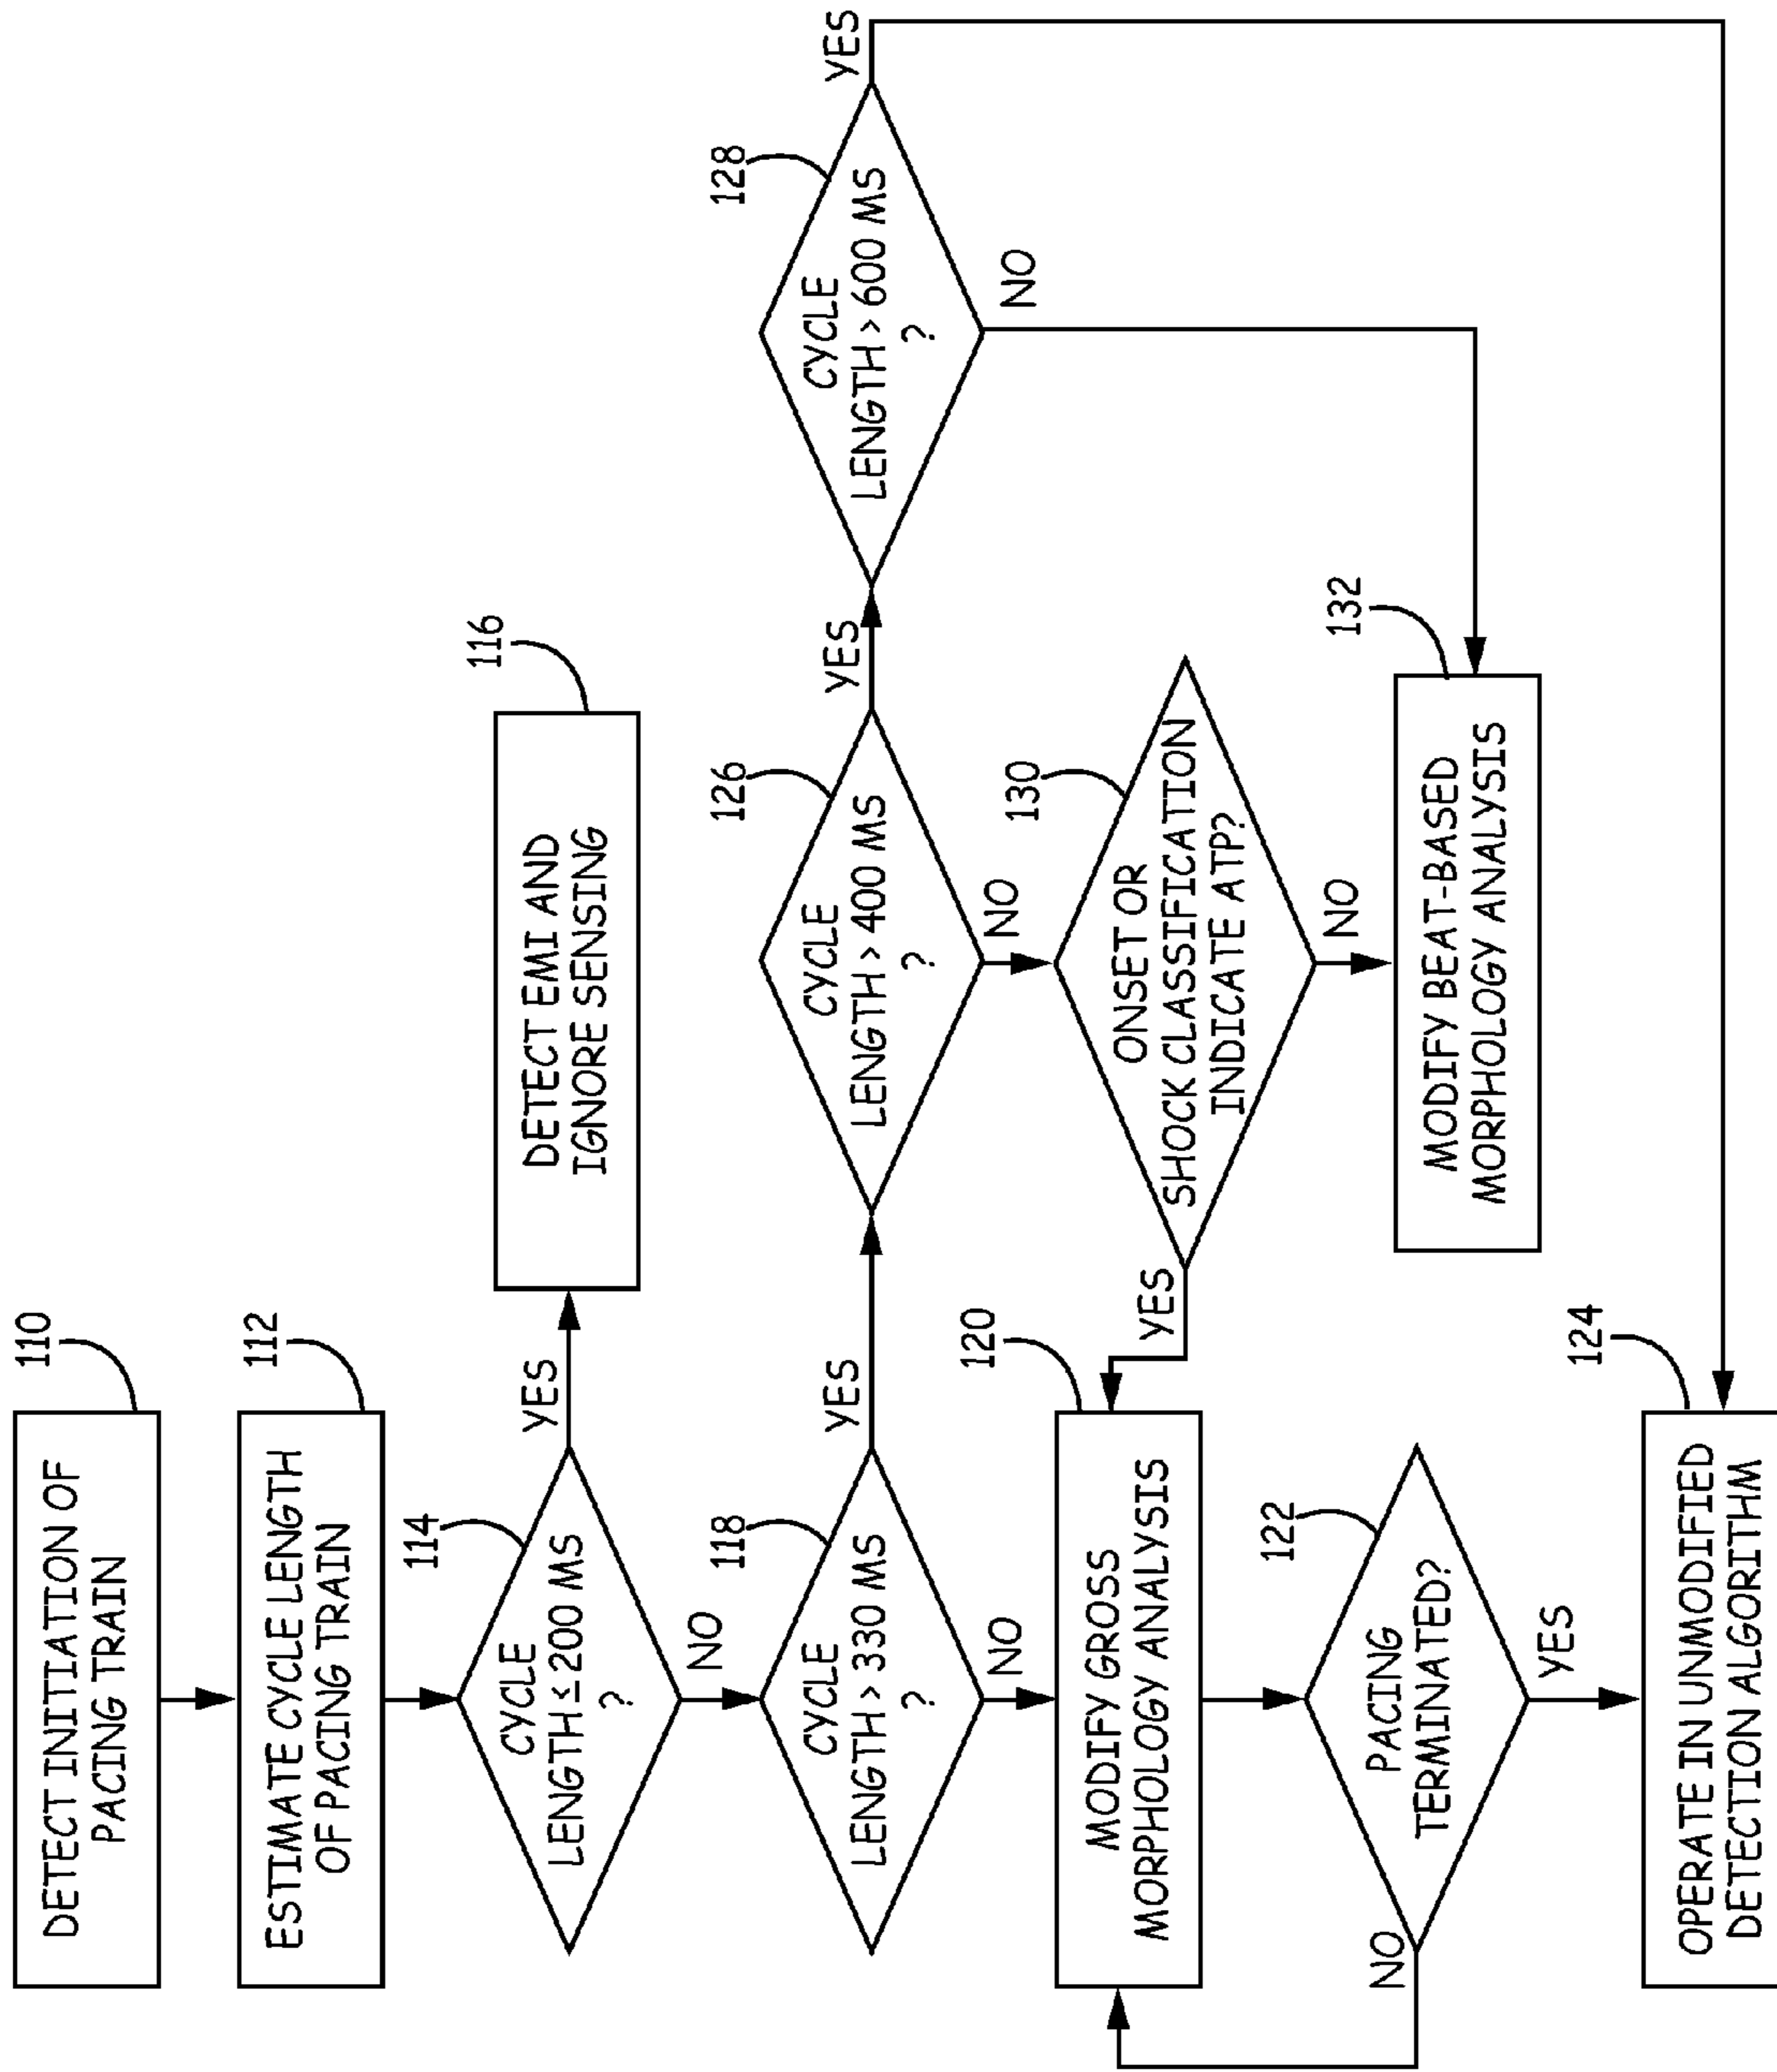 DETECT INITIATION OF
PACING TRAIN
110
ESTIMATE CYCLE LENGTH
OF PACING TRAIN
112
CYCLE
LENGTH ≤ 200 MS
?
114
YES
NO
DETECT EMI AND
IGNORE SENSING
116
CYCLE
LENGTH > 330 MS
?
118
YES
NO
CYCLE
LENGTH > 400 MS
?
126
YES
NO
CYCLE
LENGTH > 600 MS
?
128
YES
NO
MODIFY GROSS
MORPHOLOGY ANALYSIS
120
YES
ONSET OR
SHOCK CLASSIFICATION
INDICATE ATP?
130
NO
PACING
TERMINATED?
122
NO
YES
MODIFY BEAT-BASED
MORPHOLOGY ANALYSIS
132
OPERATE IN UNMODIFIED
DETECTION ALGORITHM
124